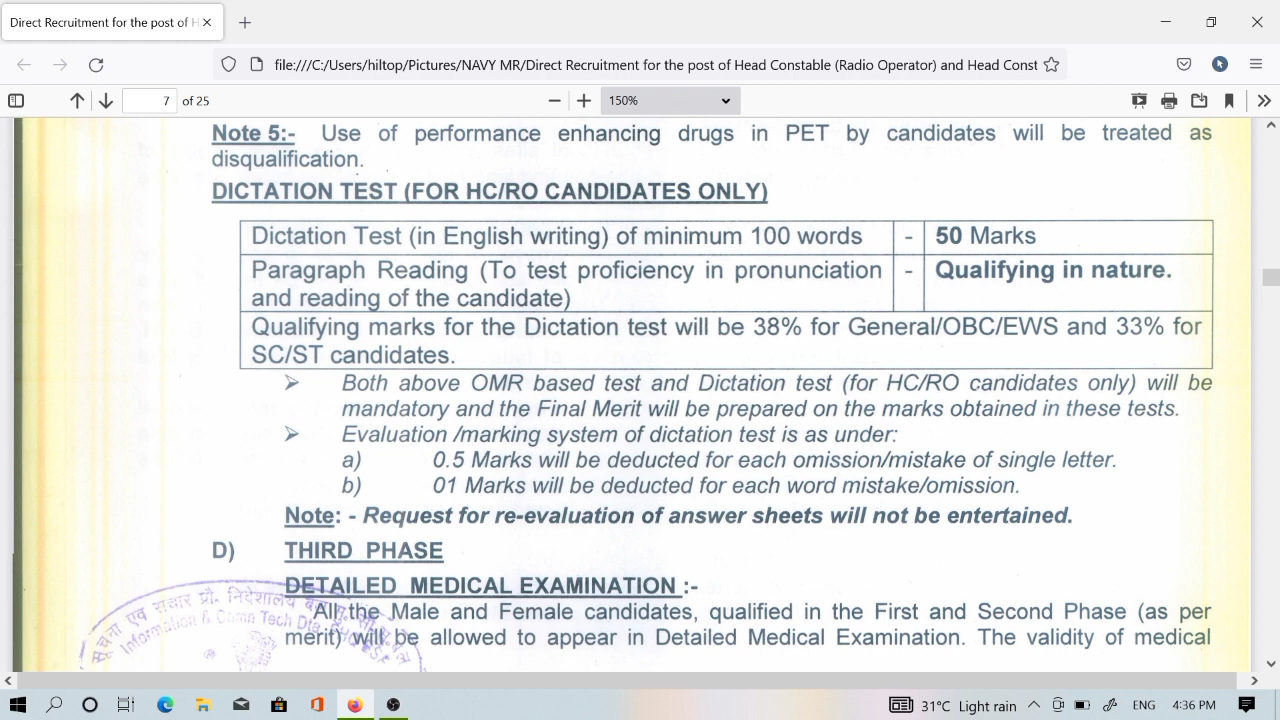 Direct Recruitment for the post of H
file:///C:/Users/hiltop/Pictures/NAVY MR/Direct Recruitment for the post of Head Constable (Radio Operator) and Head Const
7 of 25
150%
Note 5:- Use of performance enhancing drugs in PET by candidates will be treated as
disqualification.
DICTATION TEST (FOR HC/RO CANDIDATES ONLY)
Dictation Test (in English writing) of minimum 100 words - 50 Marks
Paragraph Reading (To test proficiency in pronunciation - Qualifying in nature.
and reading of the candidate)
Qualifying marks for the Dictation test will be 38% for General/OBC/EWS and 33% for
SC/ST candidates.
➢ Both above OMR based test and Dictation test (for HC/RO candidates only) will be
mandatory and the Final Merit will be prepared on the marks obtained in these tests.
➢ Evaluation /marking system of dictation test is as under:
a) 0.5 Marks will be deducted for each omission/mistake of single letter.
b) 01 Marks will be deducted for each word mistake/omission.
Note: - Request for re-evaluation of answer sheets will not be entertained.
D) THIRD PHASE
DETAILED MEDICAL EXAMINATION :-
All the Male and Female candidates, qualified in the First and Second Phase (as per
merit) will be allowed to appear in Detailed Medical Examination. The validity of medical
सूचना एवं संचार प्रौ. निदेशालय
Information & Comn Tech Dte.
31°C Light rain
ENG
4:36 PM